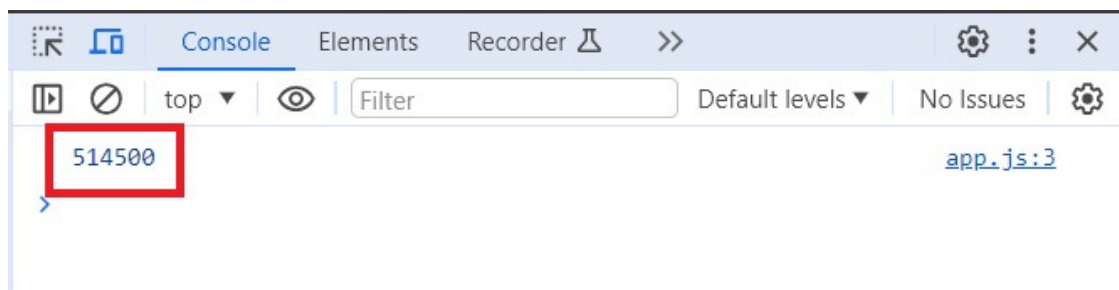 Console Elements Recorder
top Filter Default levels No Issues
514500 app.js:3